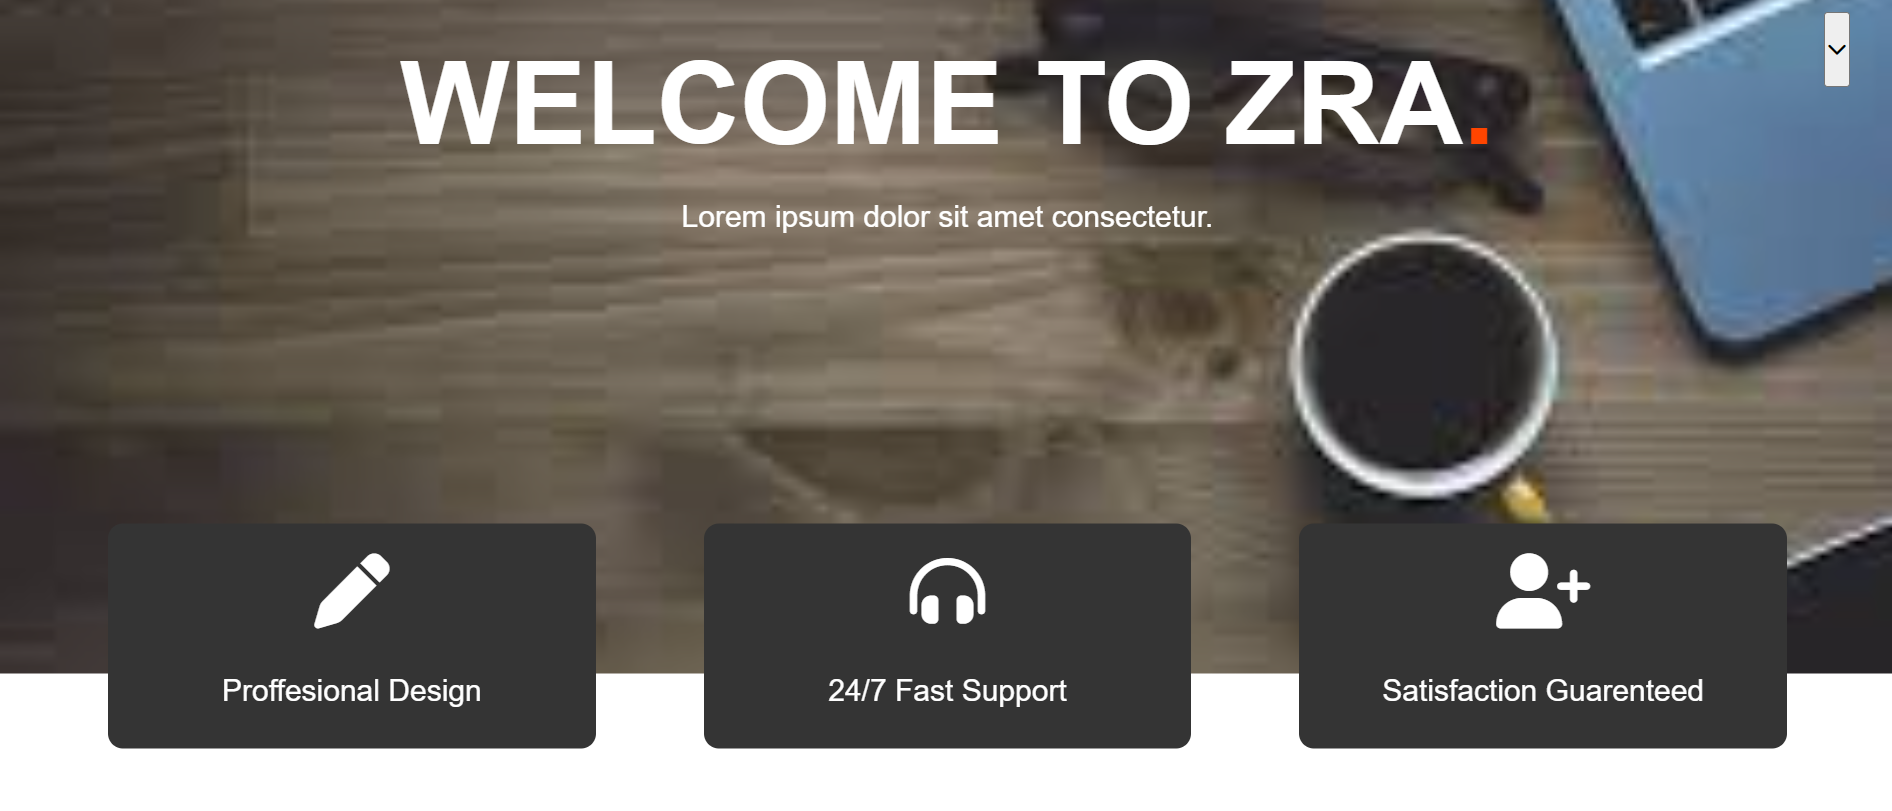 WELCOME TO ZRA.
Lorem ipsum dolor sit amet consectetur.
Proffesional Design
24/7 Fast Support
Satisfaction Guarenteed